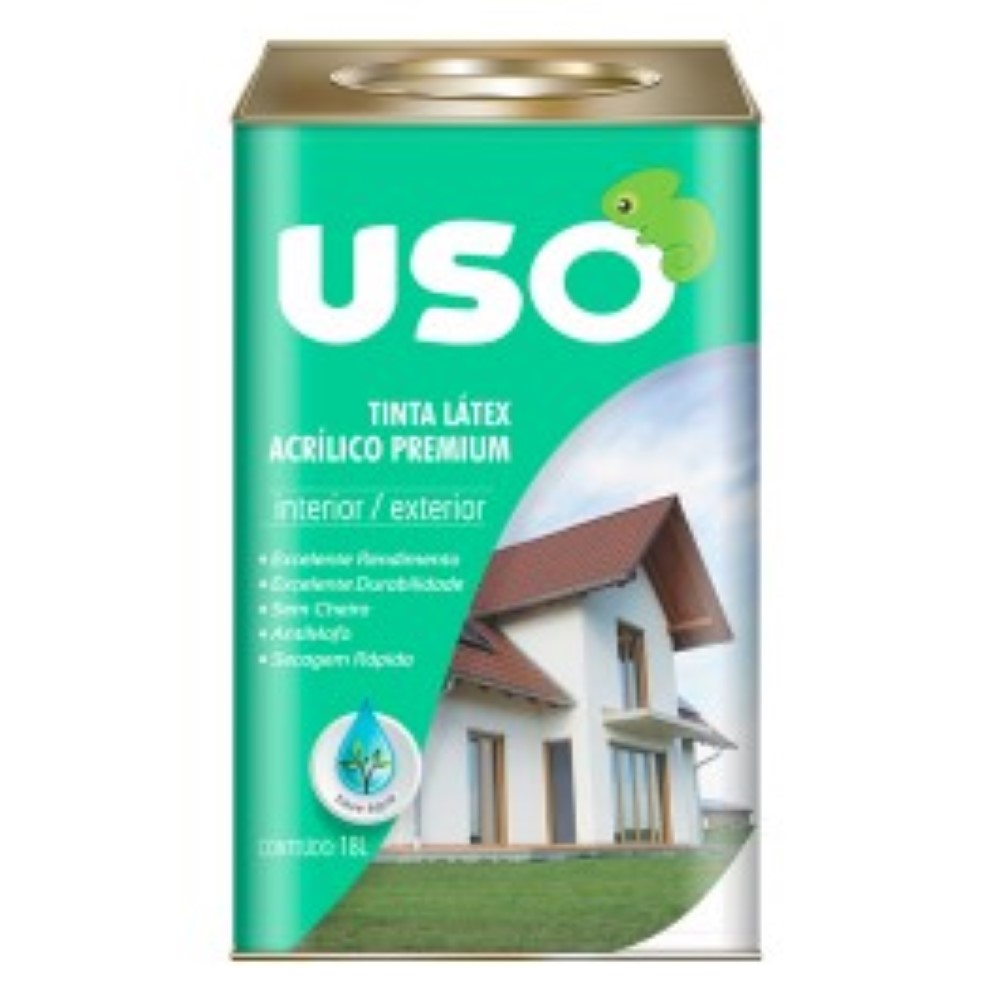 USO
TINTA LÁTEX
ACRÍLICO PREMIUM
interior / exterior
• Excelente Rendimento
• Excelente Durabilidade
• Sem Cheiro
• AntiMofo
• Secagem Rápida
CONTEÚDO 18L